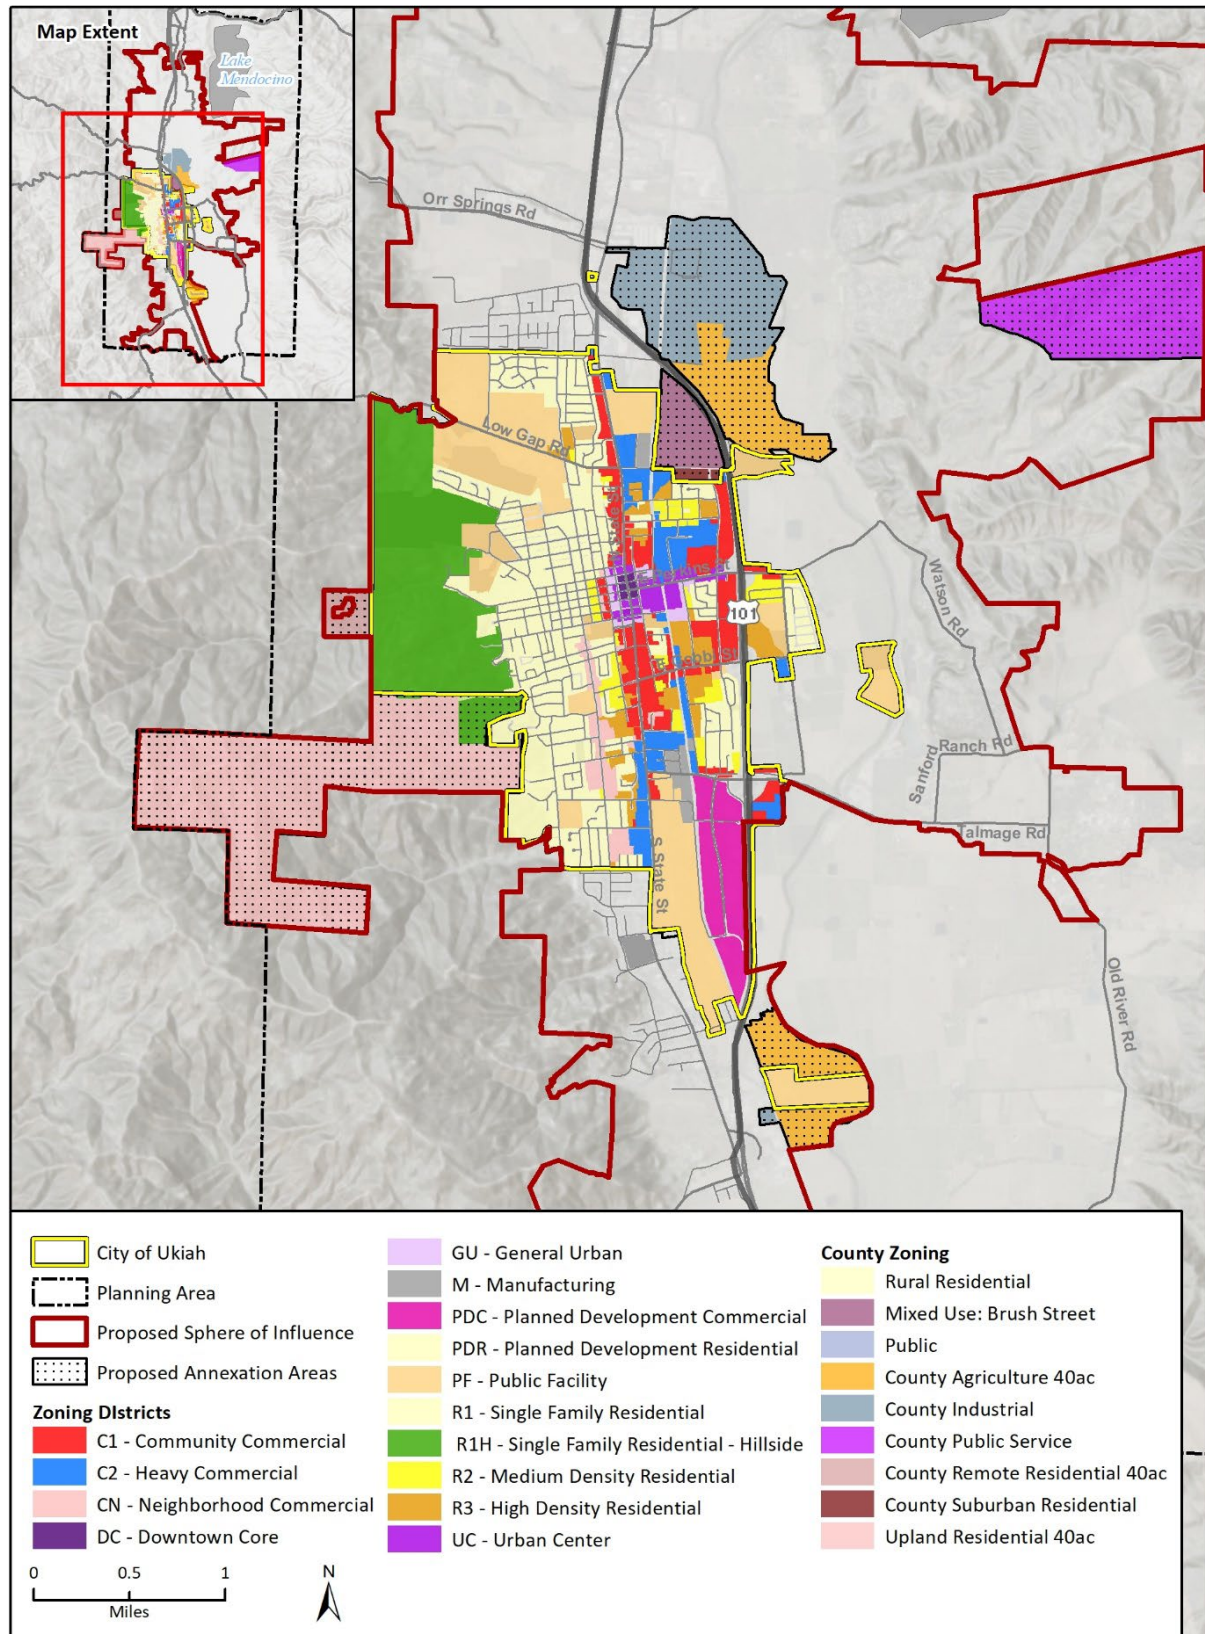 Map Extent
Lake
Mendocino
Orr Springs Rd
Low Gap Rd
E Perkins St
101
Watson Rd
Sanford
Ranch Rd
Talmage Rd
S State St
Old River Rd
City of Ukiah
Planning Area
Proposed Sphere of Influence
Proposed Annexation Areas
Zoning DIstricts
C1 - Community Commercial
C2 - Heavy Commercial
CN - Neighborhood Commercial
DC - Downtown Core
GU - General Urban
M - Manufacturing
PDC - Planned Development Commercial
PDR - Planned Development Residential
PF - Public Facility
R1 - Single Family Residential
R1H - Single Family Residential - Hillside
R2 - Medium Density Residential
R3 - High Density Residential
UC - Urban Center
County Zoning
Rural Residential
Mixed Use: Brush Street
Public
County Agriculture 40ac
County Industrial
County Public Service
County Remote Residential 40ac
County Suburban Residential
Upland Residential 40ac
0 0.5 1
Miles
N